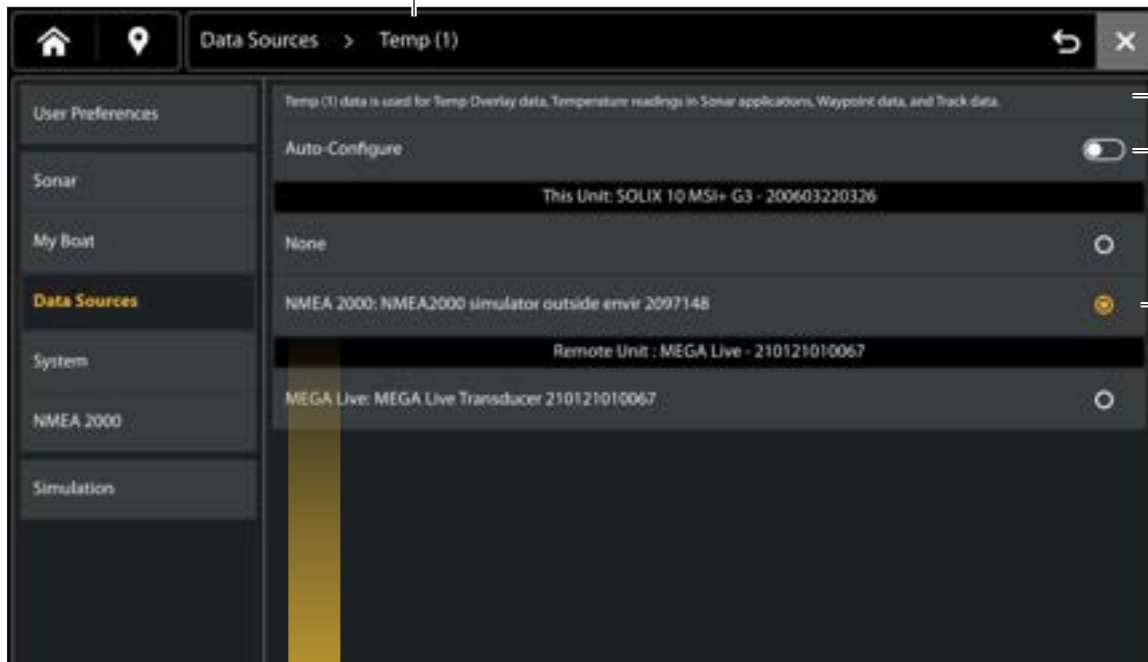 Data Sources > Temp (1)
User Preferences
Sonar
My Boat
Data Sources
System
NMEA 2000
Simulation
Temp (1) data is used for Temp Overlay data, Temperature readings in Sonar applications, Waypoint data, and Track data.
Auto-Configure
This Unit: SOLIX 10 MSI+ G3 - 200603220326
None
NMEA 2000: NMEA2000 simulator outside envir 2097148
Remote Unit : MEGA Live - 210121010067
MEGA Live: MEGA Live Transducer 210121010067